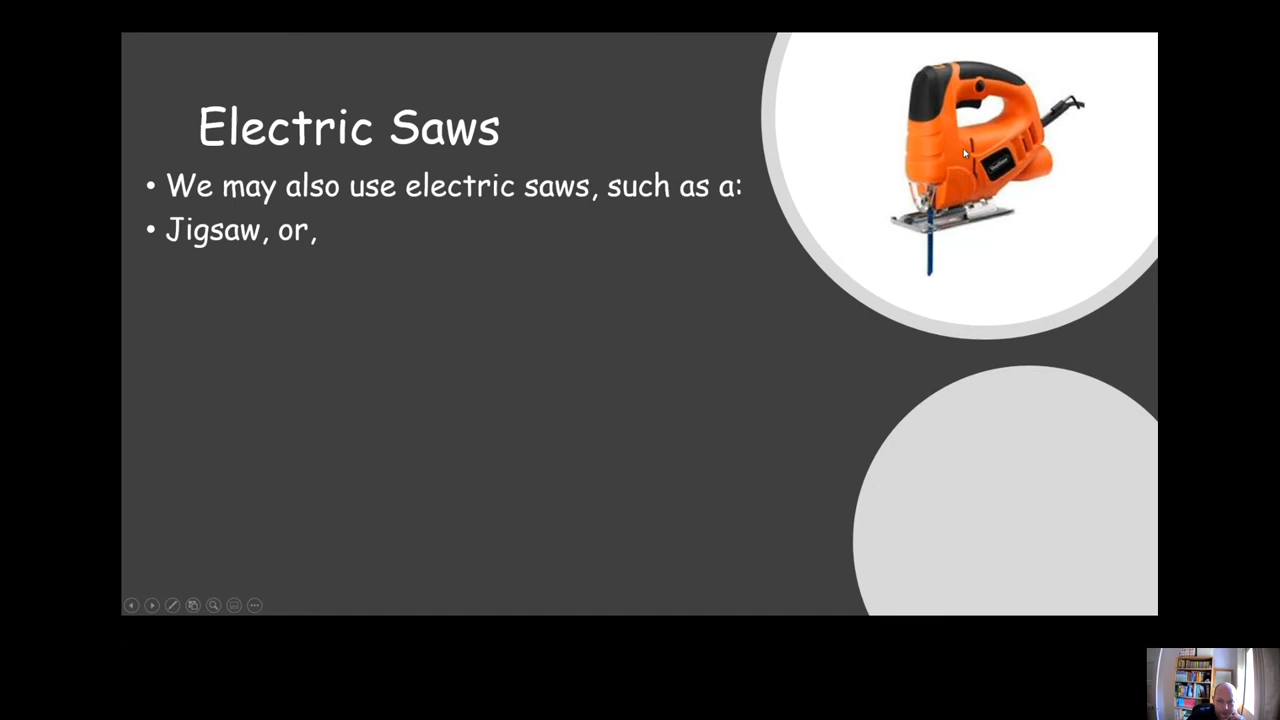 Electric Saws
• We may also use electric saws, such as a:
• Jigsaw, or,